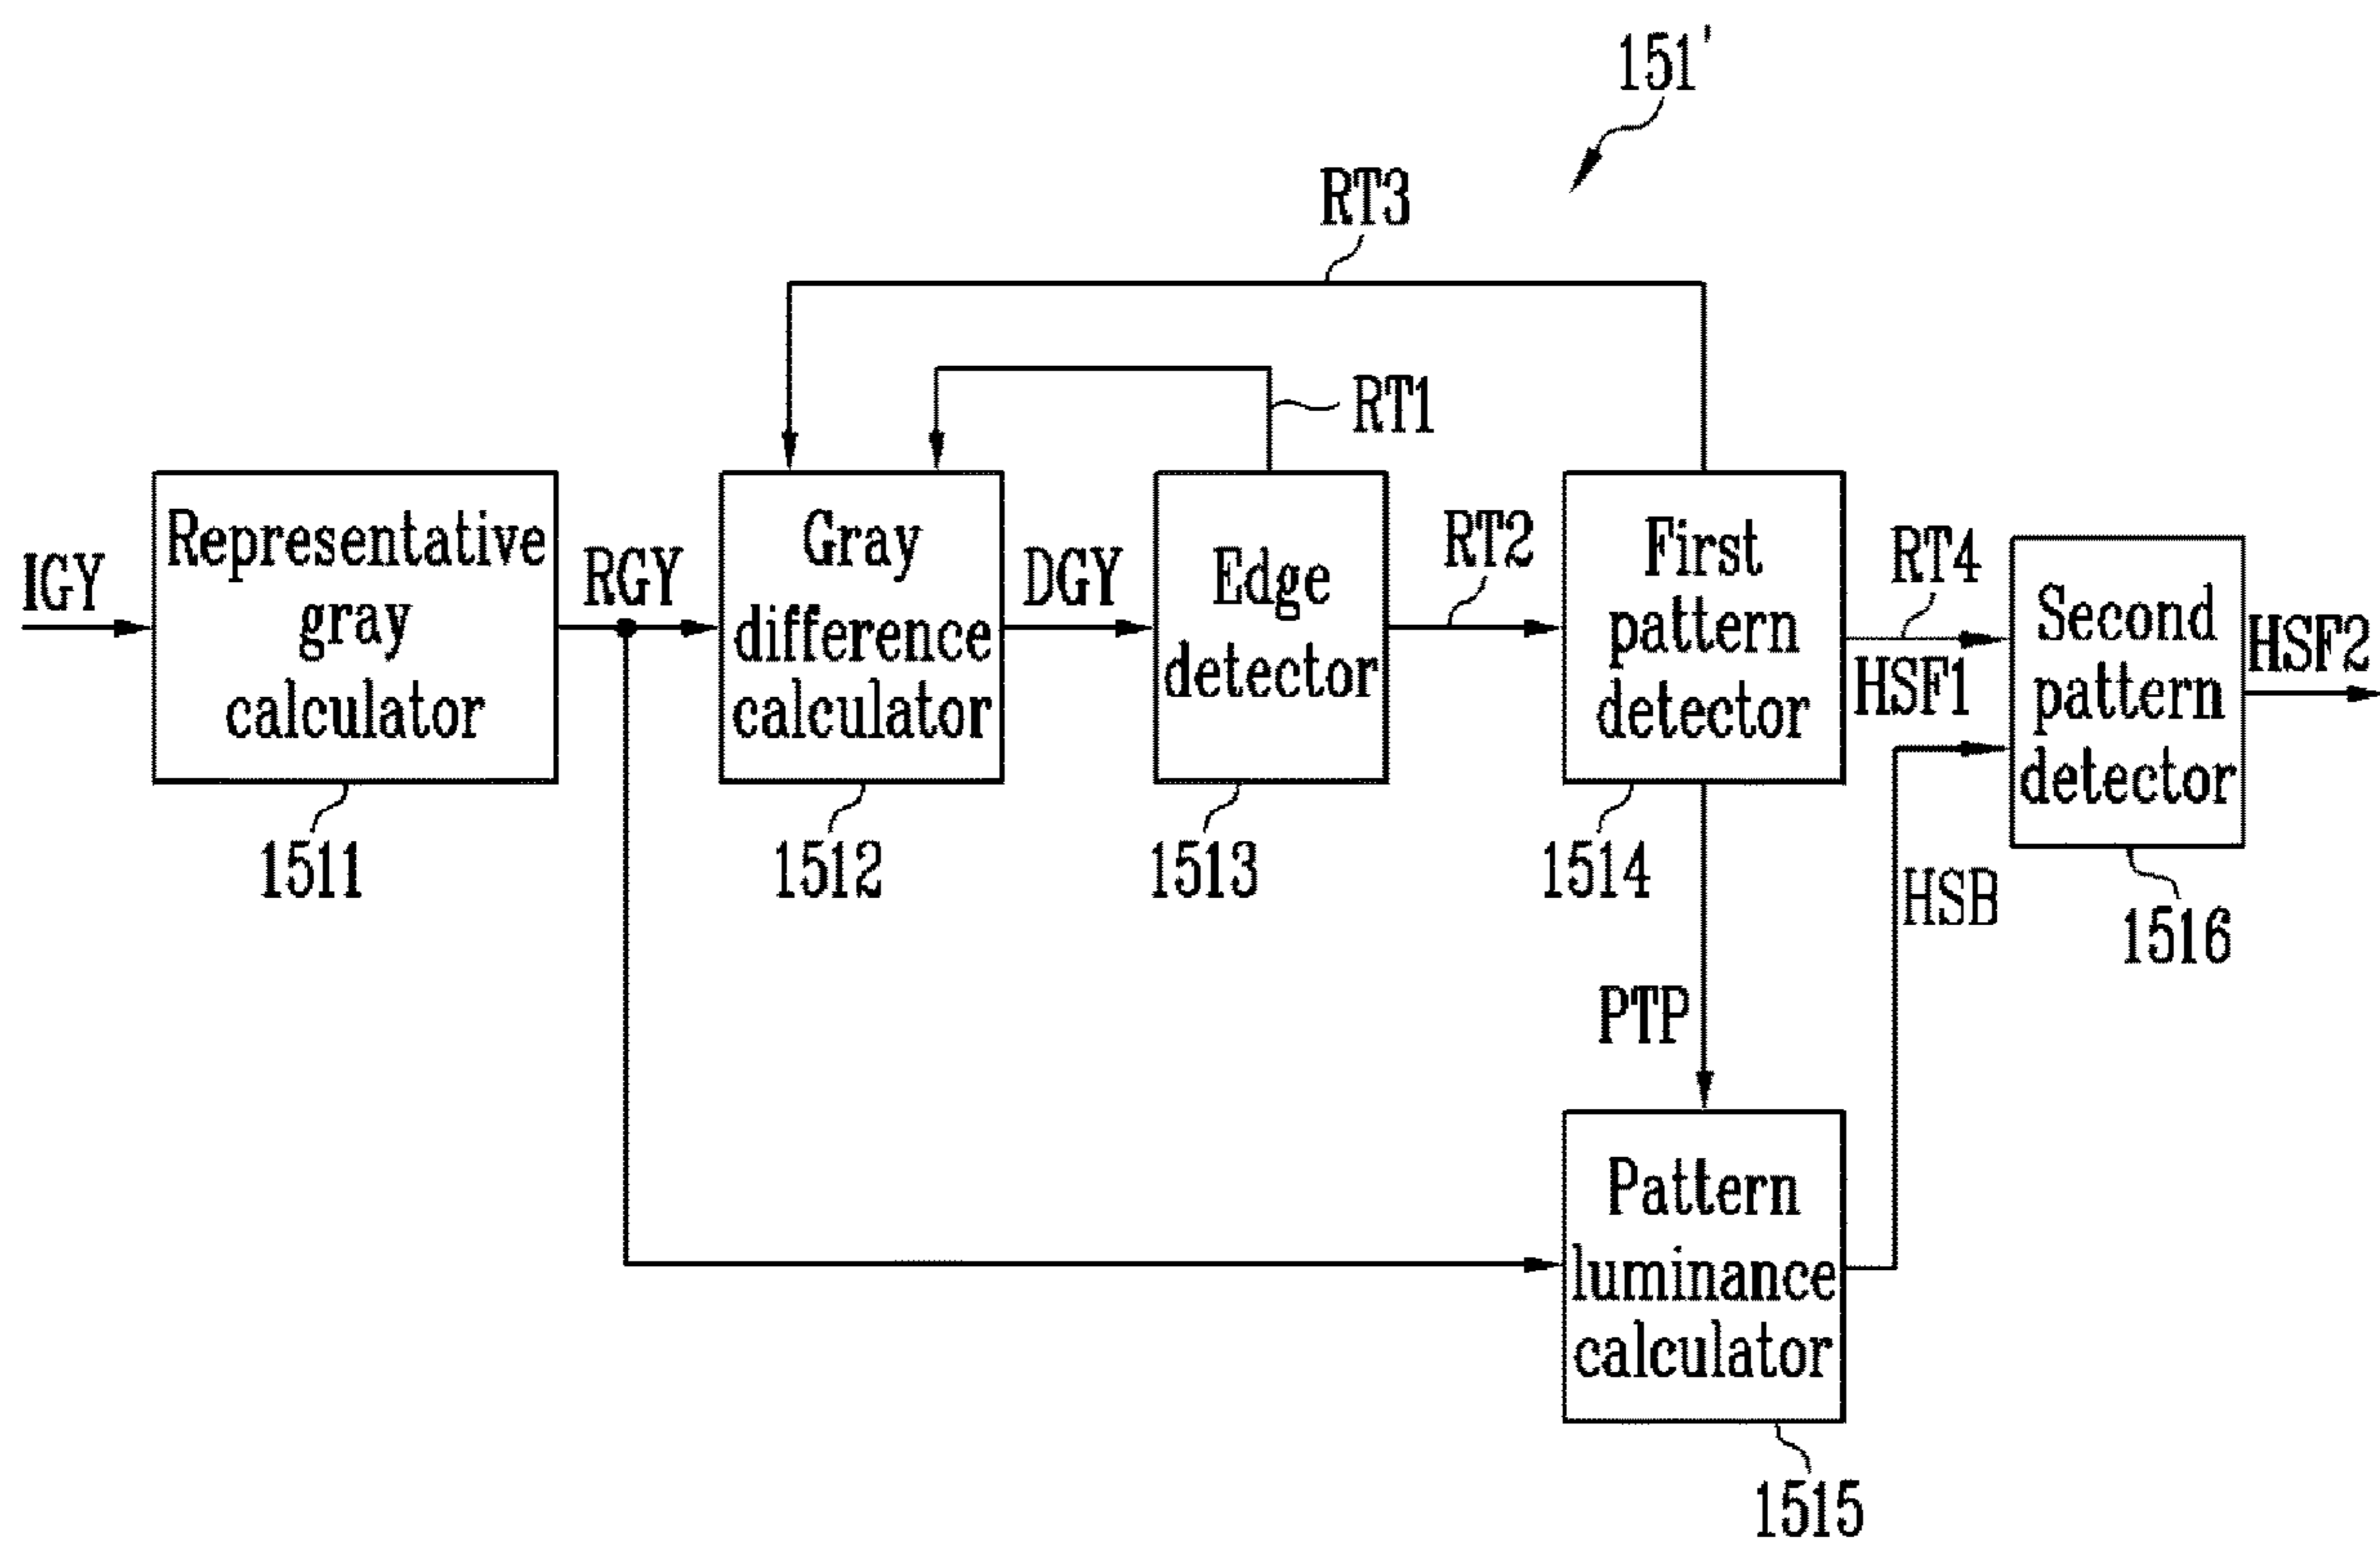 151'
RT3
RT1
IGY
Representative
gray
calculator
1511
RGY
Gray
difference
calculator
1512
DGY
Edge
detector
1513
RT2
First
pattern
detector
1514
RT4
HSF1
Second
pattern
detector
1516
HSF2
HSB
PTP
Pattern
luminance
calculator
1515